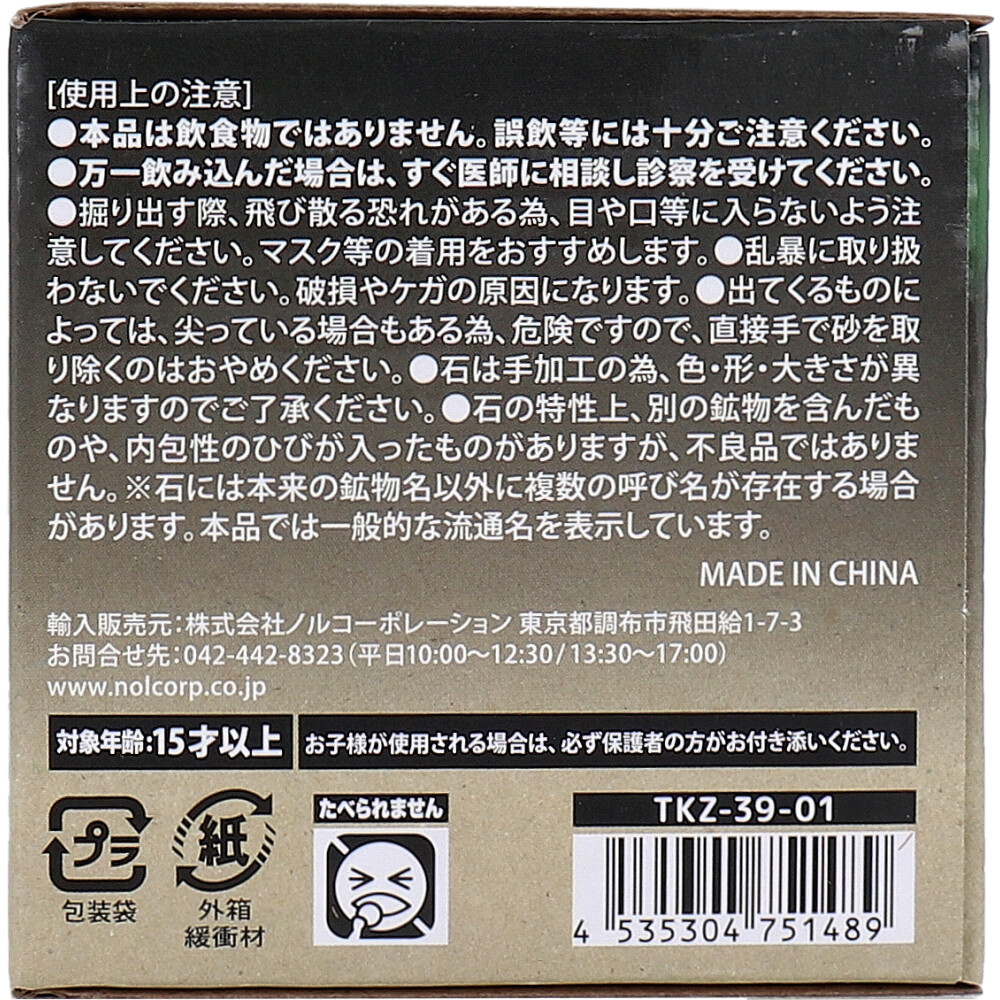 [使用上の注意]
●本品は飲食物ではありません。誤飲等には十分ご注意ください。
●万一飲み込んだ場合は、すぐ医師に相談し診察を受けてください。
●掘り出す際、飛び散る恐れがある為、目や口等に入らないよう注
意してください。マスク等の着用をおすすめします。●乱暴に取り扱
わないでください。破損やケガの原因になります。●出てくるものに
よっては、尖っている場合もある為、危険ですので、直接手で砂を取
り除くのはおやめください。●石は手加工の為、色・形・大きさが異
なりますのでご了承ください。●石の特性上、別の鉱物を含んだも
のや、内包性のひびが入ったものがありますが、不良品ではありま
せん。※石には本来の鉱物名以外に複数の呼び名が存在する場合
があります。本品では一般的な流通名を表示しています。
MADE IN CHINA
輸入販売元：株式会社ノルコーポレーション 東京都調布市飛田給1-7-3
お問合せ先：042-442-8323（平日10:00～12:30/13:30～17:00）
www.nolcorp.co.jp
対象年齢：15才以上
お子様が使用される場合は、必ず保護者の方がお付き添いください。
プラ
包装袋
紙
外箱
緩衝材
たべられません
TKZ-39-01
4 535304 751489